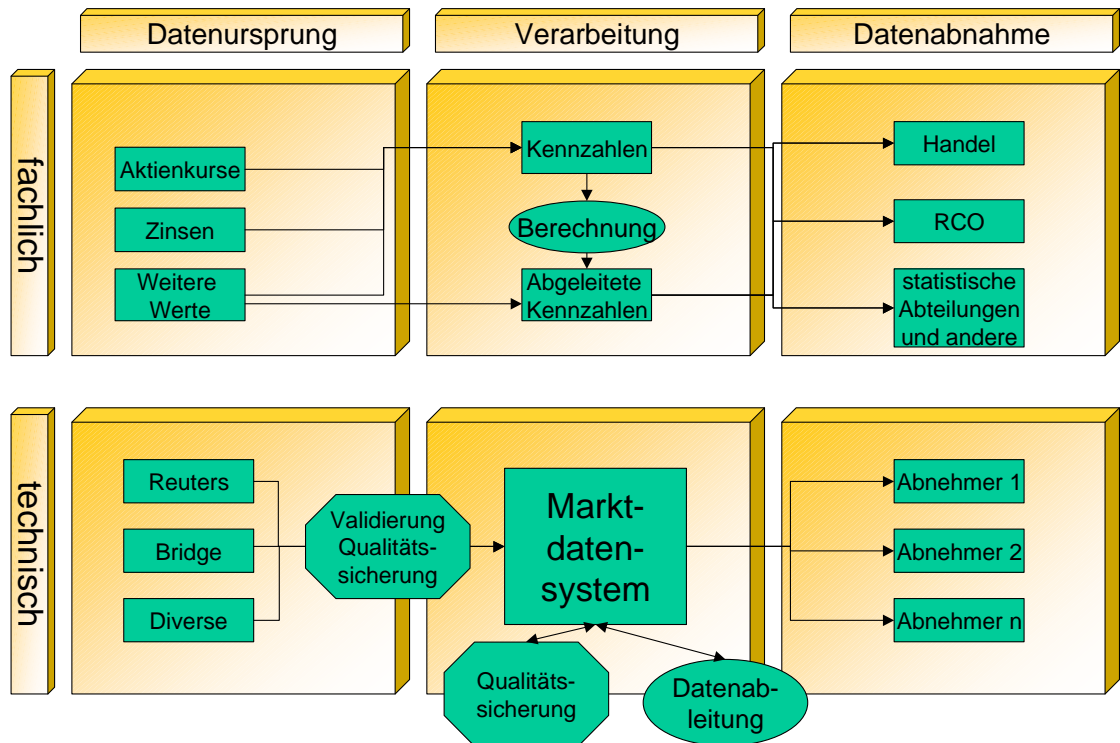 Datenursprung
Verarbeitung
Datenabnahme
fachlich
Aktienkurse
Zinsen
Weitere
Werte
Kennzahlen
Berechnung
Abgeleitete
Kennzahlen
Handel
RCO
statistische
Abteilungen
und andere
technisch
Reuters
Bridge
Diverse
Validierung
Qualitäts-
sicherung
Markt-
daten-
system
Qualitäts-
sicherung
Datenab-
leitung
Abnehmer 1
Abnehmer 2
Abnehmer n